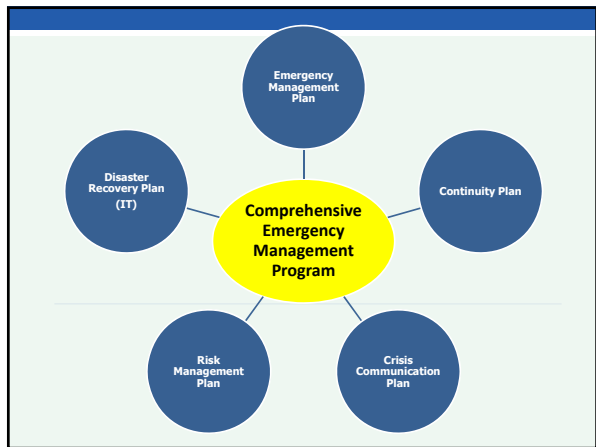 Emergency
Management
Plan
Disaster
Recovery Plan
(IT)
Continuity Plan
Comprehensive
Emergency
Management
Program
Risk
Management
Plan
Crisis
Communication
Plan